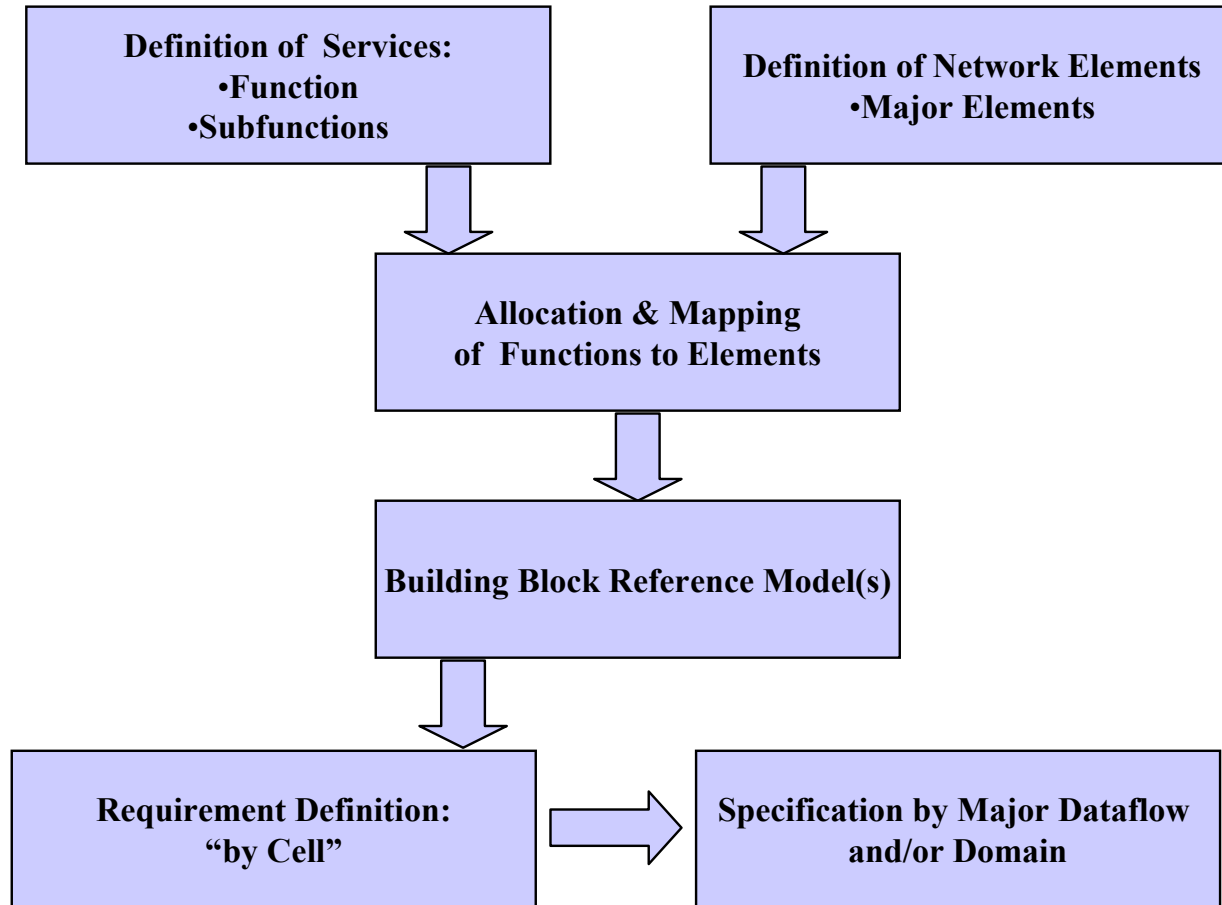 Definition of Services:
•Function
•Subfunctions
Definition of Network Elements
•Major Elements
Allocation & Mapping
of Functions to Elements
Building Block Reference Model(s)
Requirement Definition:
“by Cell”
Specification by Major Dataflow
and/or Domain